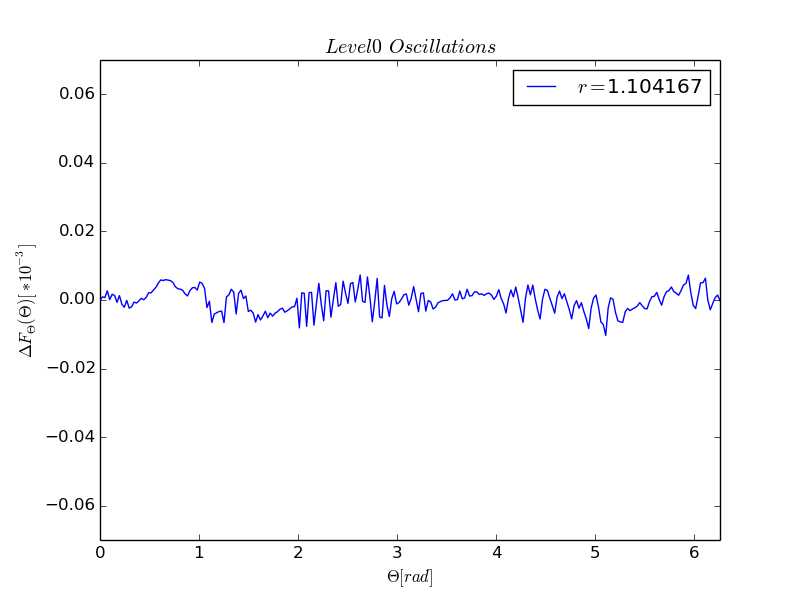 Level0 Oscillations
r=1.104167
0.06
0.04
0.02
0.00
−0.02
−0.04
−0.06
ΔF_Θ(Θ)[∗10^{−3}]
0 1 2 3 4 5 6
Θ[rad]